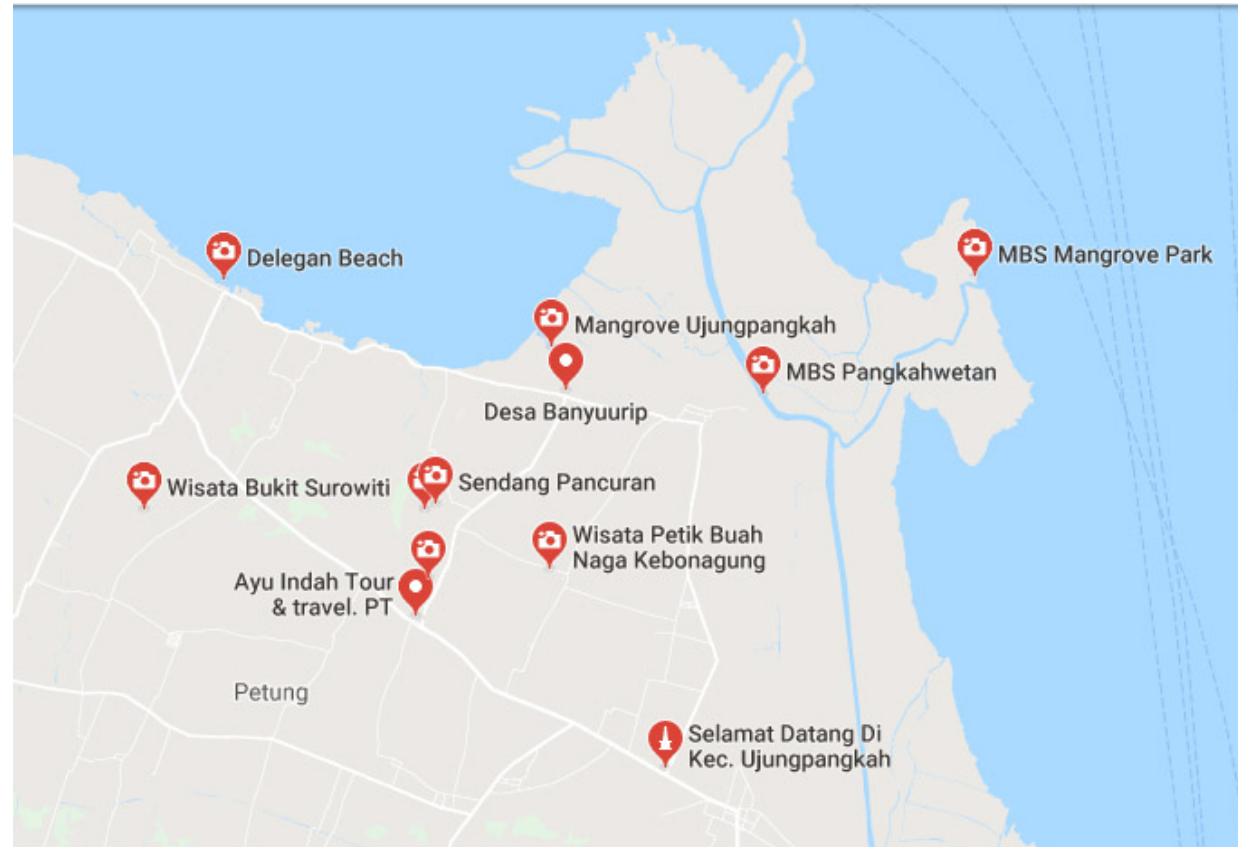 Delegan Beach
MBS Mangrove Park
Mangrove Ujungpangkah
MBS Pangkahwetan
Desa Banyuurip
Wisata Bukit Surowiti
Sendang Pancuran
Wisata Petik Buah
Naga Kebonagung
Ayu Indah Tour
& travel. PT
Petung
Selamat Datang Di
Kec. Ujungpangkah